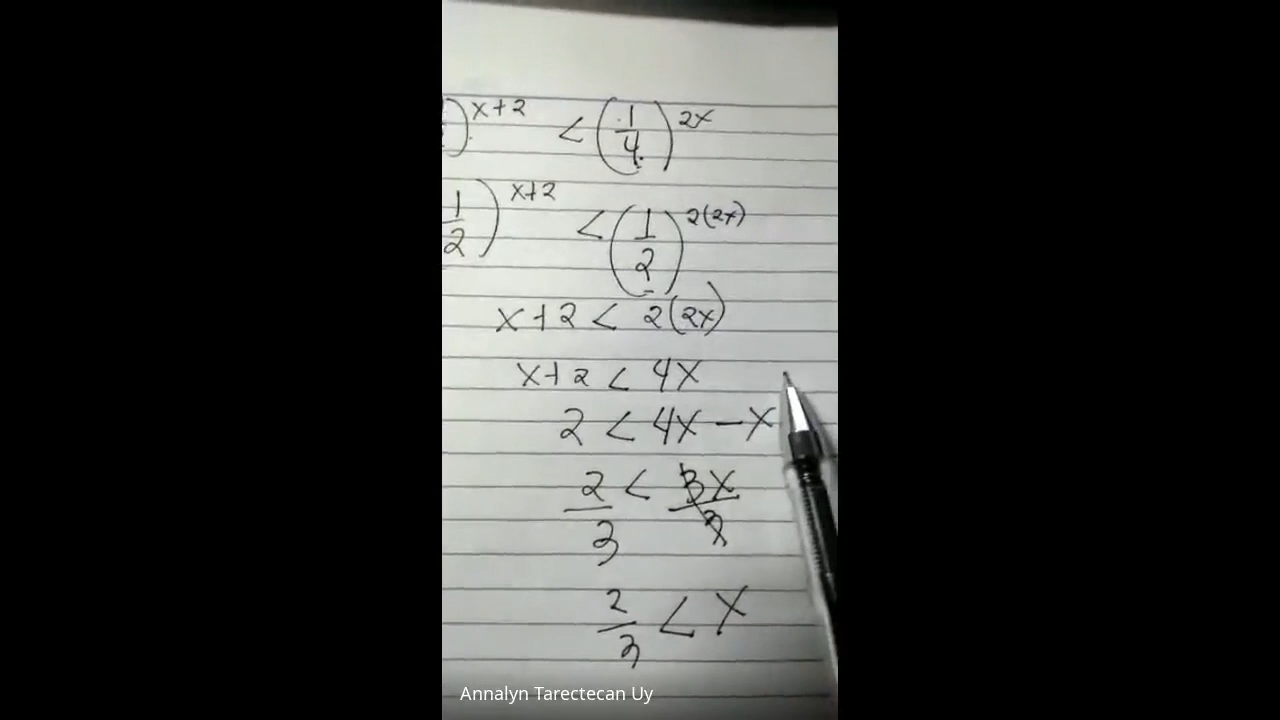 )^{x+2} < (1/4)^{2x}
1/2)^{x+2} < (1/2)^{2(2x)}
x+2 < 2(2x)
x+2 < 4x
2 < 4x - x
2/3 < 3x/3
2/3 < x
Annalyn Tarectecan Uy